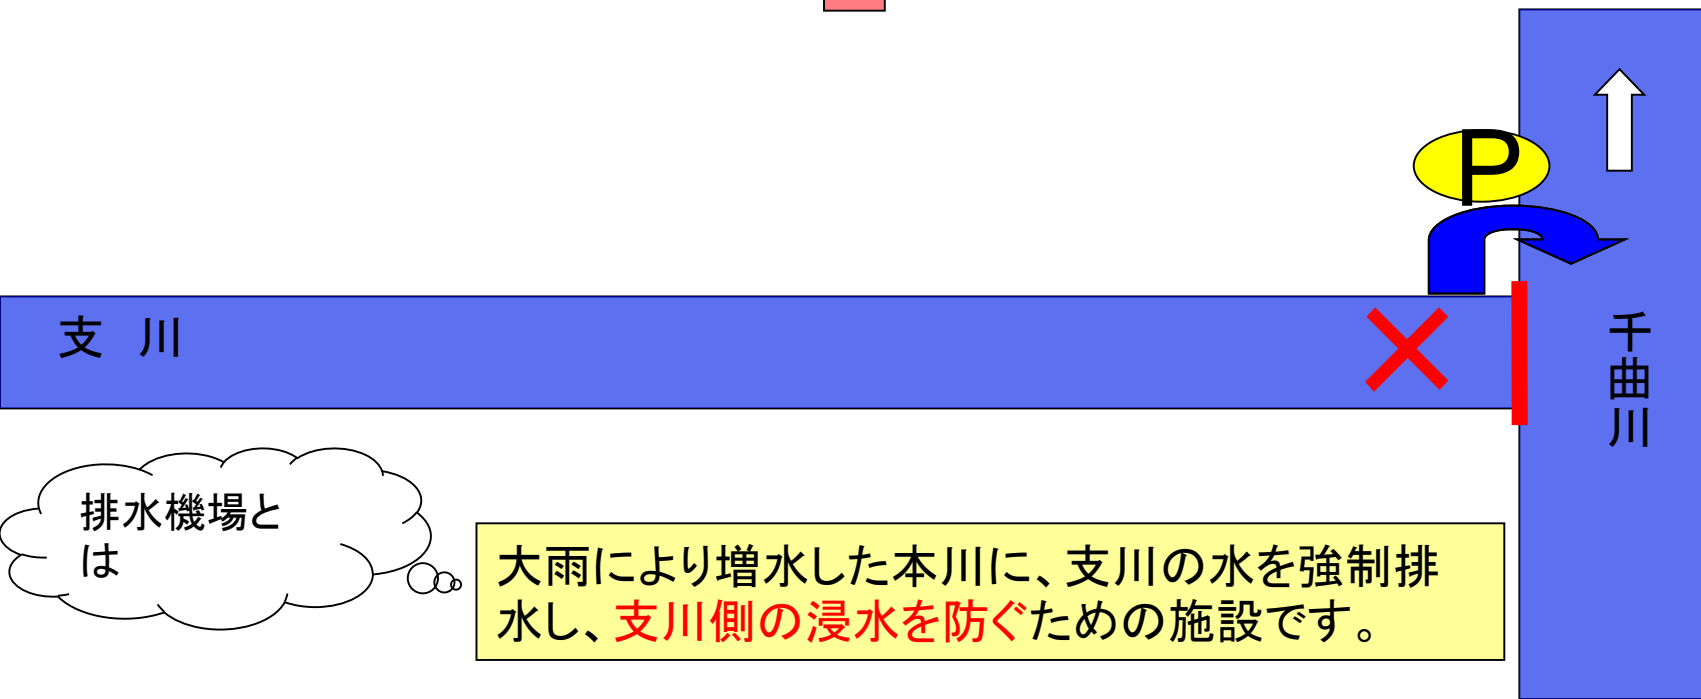 P
支　川
千曲川
排水機場と
は
大雨により増水した本川に、支川の水を強制排
水し、支川側の浸水を防ぐための施設です。